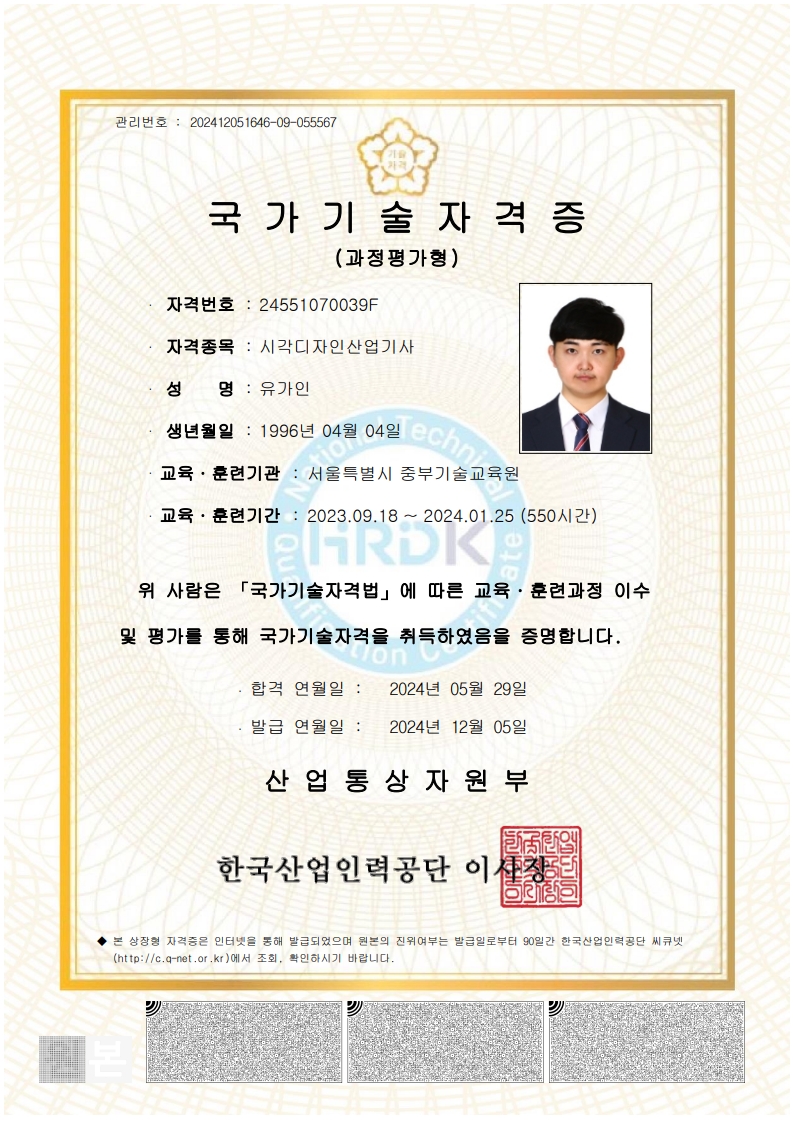 관리번호 : 202412051646-09-055567
기술
자격
국가기술자격증
(과정평가형)
· 자격번호 : 24551070039F
· 자격종목 : 시각디자인산업기사
· 성 명 : 유가인
· 생년월일 : 1996년 04월 04일
· 교육·훈련기관 : 서울특별시 중부기술교육원
· 교육·훈련기간 : 2023.09.18 ~ 2024.01.25 (550시간)
National Technical Qualification Certificate
HRDK
위 사람은 「국가기술자격법」에 따른 교육·훈련과정 이수
및 평가를 통해 국가기술자격을 취득하였음을 증명합니다.
· 합격 연월일 : 2024년 05월 29일
· 발급 연월일 : 2024년 12월 05일
산업통상자원부
한국산업인력공단 이사장
◆ 본 상장형 자격증은 인터넷을 통해 발급되었으며 원본의 진위여부는 발급일로부터 90일간 한국산업인력공단 씨큐넷
(http://c.q-net.or.kr)에서 조회, 확인하시기 바랍니다.
본